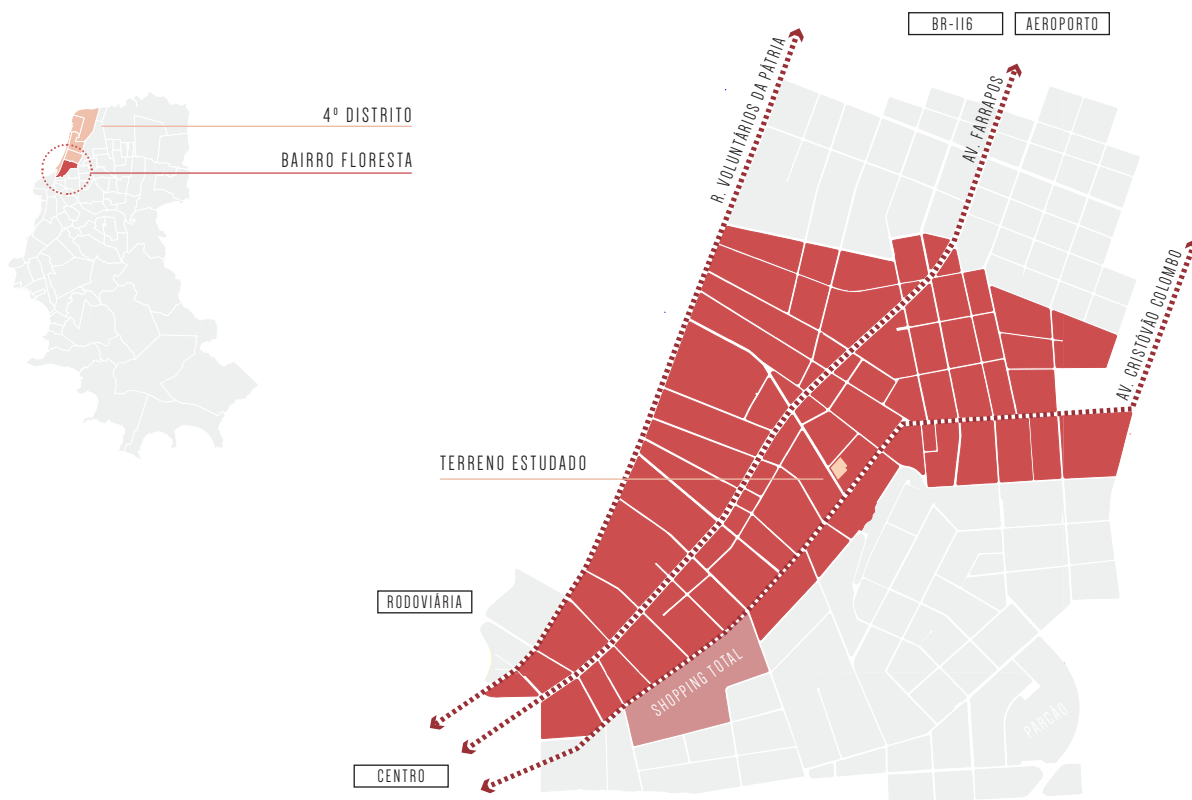 BR-116
AEROPORTO
R. VOLUNTÁRIOS DA PÁTRIA
AV. FARRAPOS
4º DISTRITO
BAIRRO FLORESTA
AV. CRISTÓVÃO COLOMBO
TERRENO ESTUDADO
RODOVIÁRIA
SHOPPING TOTAL
PARCÃO
CENTRO